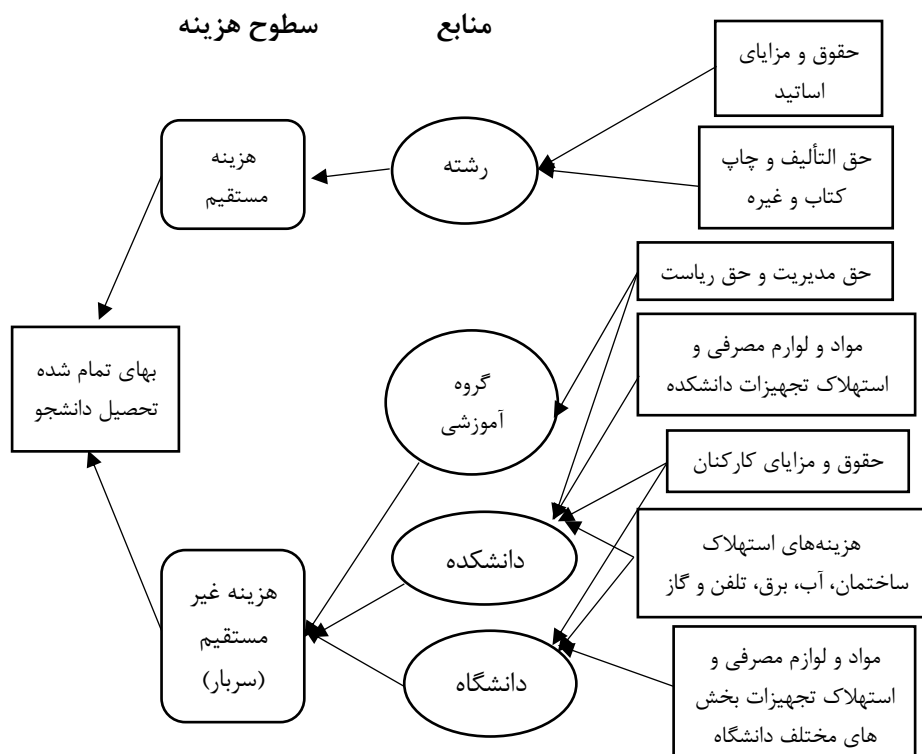 منابع
سطوح هزینه
حقوق و مزایای
اساتید
حق التألیف و چاپ
کتاب و غیره
رشته
هزینه
مستقیم
حق مدیریت و حق ریاست
مواد و لوارم مصرفی و
استهلاک تجهیزات دانشکده
گروه
آموزشی
بهای تمام شده
تحصیل دانشجو
حقوق و مزایای کارکنان
هزینه‌های استهلاک
ساختمان، آب، برق، تلفن و گاز
دانشکده
هزینه غیر
مستقیم
(سربار)
دانشگاه
مواد و لوازم مصرفی و
استهلاک تجهیزات بخش
های مختلف دانشگاه